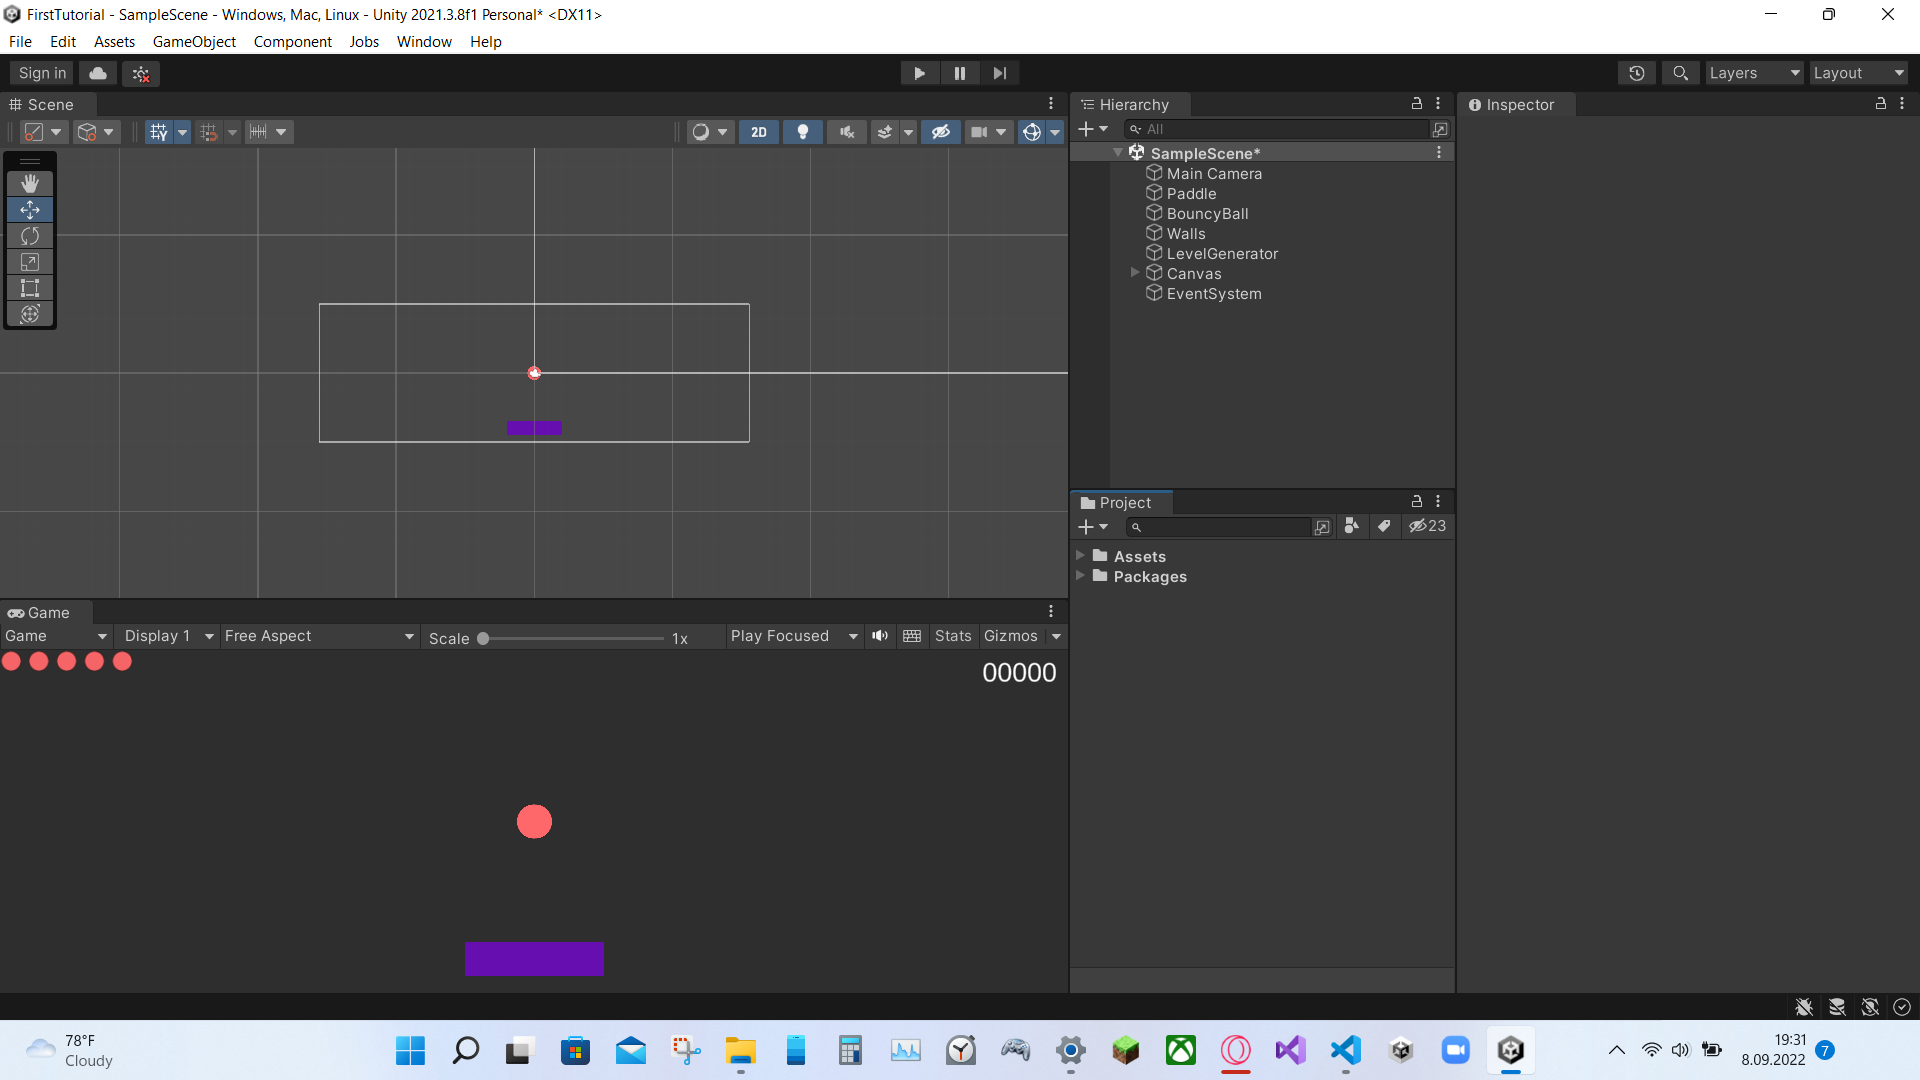 FirstTutorial - SampleScene - Windows, Mac, Linux - Unity 2021.3.8f1 Personal* <DX11>
File Edit Assets GameObject Component Jobs Window Help
Sign in
Layers
Layout
Scene
2D
Hierarchy
All
SampleScene*
Main Camera
Paddle
BouncyBall
Walls
LevelGenerator
Canvas
EventSystem
Inspector
Project
23
Assets
Packages
Game
Game Display 1 Free Aspect Scale 1x Play Focused Stats Gizmos
00000
78°F
Cloudy
19:31
8.09.2022
7